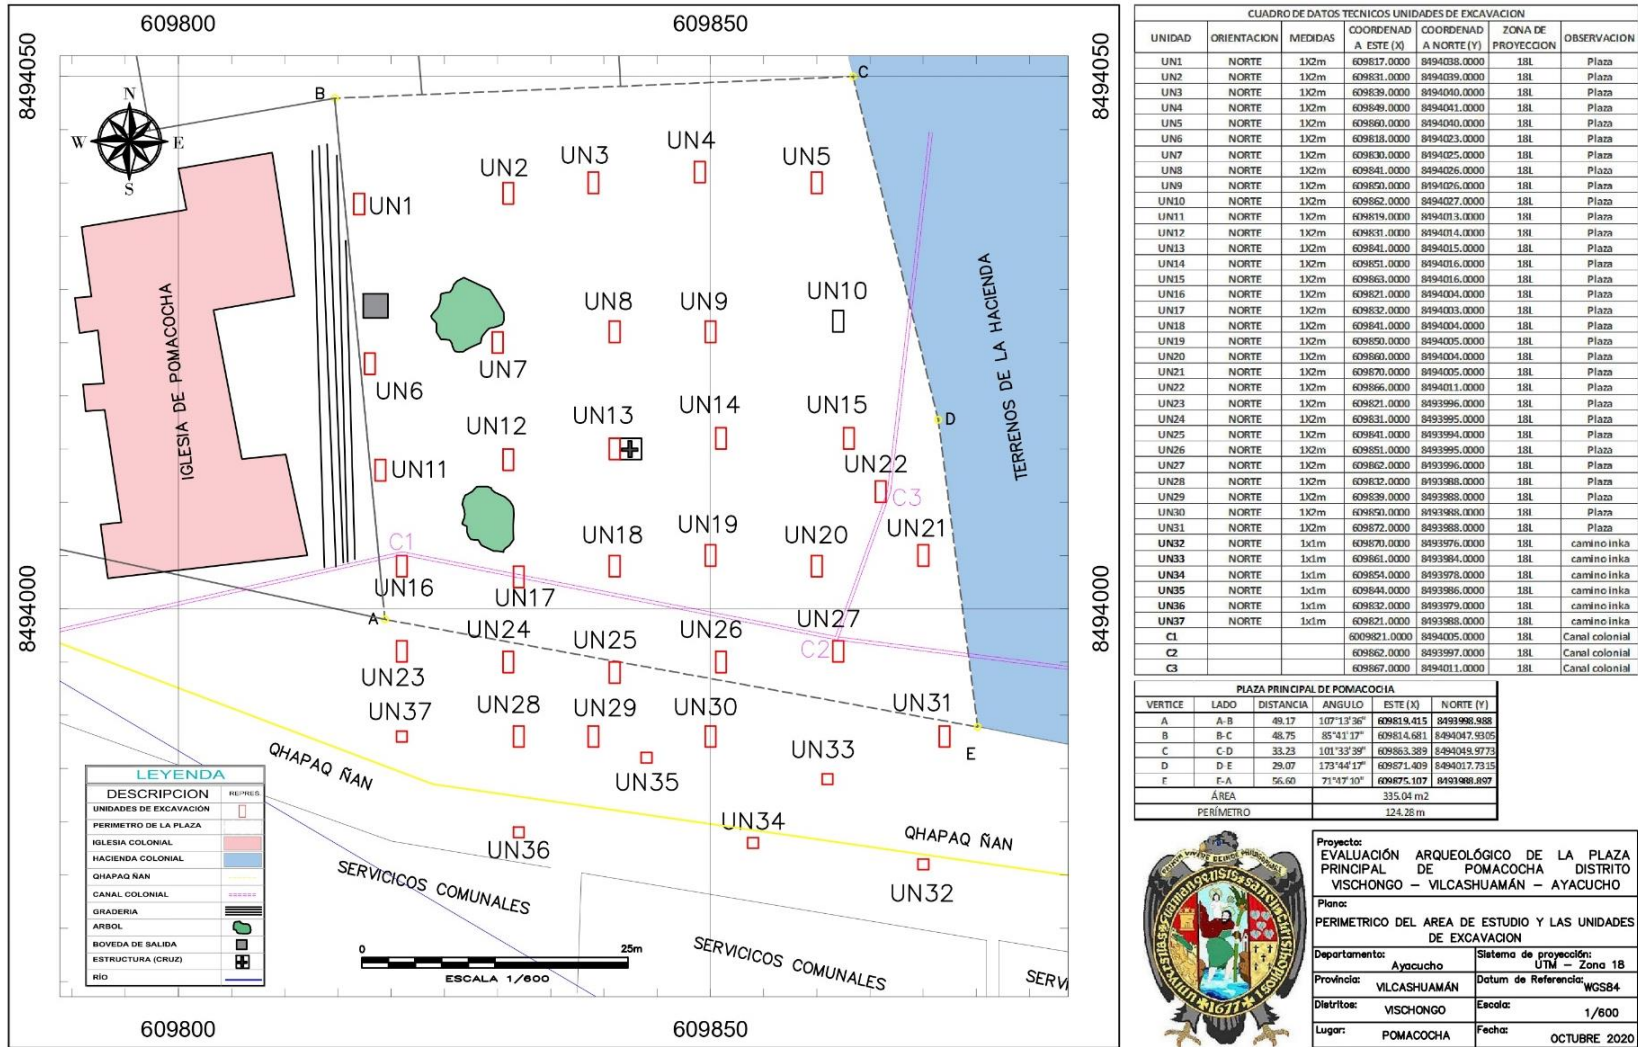 609800
609850
8494050
8494050
N
W
E
S
B
C
UN1
UN2
UN3
UN4
UN5
UN6
UN7
UN8
UN9
UN10
UN11
UN12
UN13
UN14
UN15
UN22
C3
D
UN16
C1
UN17
UN18
UN19
UN20
UN21
IGLESIA DE POMACOCHA
TERRENOS DE LA HACIENDA
8494000
8494000
A
UN23
UN24
UN25
UN26
UN27
C2
UN37
UN28
UN29
UN30
UN31
E
UN35
UN33
UN36
UN34
UN32
QHAPAQ ÑAN
QHAPAQ ÑAN
SERVICICOS COMUNALES
SERVICICOS COMUNALES
SERVI
0 25m
ESCALA 1/600
609800
609850
LEYENDA
DESCRIPCION REPRES.
UNIDADES DE EXCAVACIÓN
PERIMETRO DE LA PLAZA
IGLESIA COLONIAL
HACIENDA COLONIAL
QHAPAQ ÑAN
CANAL COLONIAL
GRADERIA
ARBOL
BOVEDA DE SALIDA
ESTRUCTURA (CRUZ)
RÍO
CUADRO DE DATOS TECNICOS UNIDADES DE EXCAVACION
UNIDAD ORIENTACION MEDIDAS COORDENAD A ESTE (X) COORDENAD A NORTE (Y) ZONA DE PROYECCION OBSERVACION
UN1 NORTE 1X2m 609817.0000 8494038.0000 18L Plaza
UN2 NORTE 1X2m 609831.0000 8494039.0000 18L Plaza
UN3 NORTE 1X2m 609839.0000 8494040.0000 18L Plaza
UN4 NORTE 1X2m 609849.0000 8494041.0000 18L Plaza
UN5 NORTE 1X2m 609860.0000 8494040.0000 18L Plaza
UN6 NORTE 1X2m 609818.0000 8494023.0000 18L Plaza
UN7 NORTE 1X2m 609830.0000 8494025.0000 18L Plaza
UN8 NORTE 1X2m 609841.0000 8494026.0000 18L Plaza
UN9 NORTE 1X2m 609850.0000 8494026.0000 18L Plaza
UN10 NORTE 1X2m 609862.0000 8494027.0000 18L Plaza
UN11 NORTE 1X2m 609819.0000 8494013.0000 18L Plaza
UN12 NORTE 1X2m 609831.0000 8494014.0000 18L Plaza
UN13 NORTE 1X2m 609841.0000 8494015.0000 18L Plaza
UN14 NORTE 1X2m 609851.0000 8494016.0000 18L Plaza
UN15 NORTE 1X2m 609863.0000 8494016.0000 18L Plaza
UN16 NORTE 1X2m 609821.0000 8494004.0000 18L Plaza
UN17 NORTE 1X2m 609832.0000 8494003.0000 18L Plaza
UN18 NORTE 1X2m 609841.0000 8494004.0000 18L Plaza
UN19 NORTE 1X2m 609850.0000 8494005.0000 18L Plaza
UN20 NORTE 1X2m 609860.0000 8494004.0000 18L Plaza
UN21 NORTE 1X2m 609870.0000 8494005.0000 18L Plaza
UN22 NORTE 1X2m 609866.0000 8494011.0000 18L Plaza
UN23 NORTE 1X2m 609821.0000 8493996.0000 18L Plaza
UN24 NORTE 1X2m 609831.0000 8493995.0000 18L Plaza
UN25 NORTE 1X2m 609841.0000 8493994.0000 18L Plaza
UN26 NORTE 1X2m 609851.0000 8493995.0000 18L Plaza
UN27 NORTE 1X2m 609862.0000 8493996.0000 18L Plaza
UN28 NORTE 1X2m 609832.0000 8493988.0000 18L Plaza
UN29 NORTE 1X2m 609839.0000 8493988.0000 18L Plaza
UN30 NORTE 1X2m 609850.0000 8493988.0000 18L Plaza
UN31 NORTE 1X2m 609872.0000 8493988.0000 18L Plaza
UN32 NORTE 1x1m 609870.0000 8493976.0000 18L camino inka
UN33 NORTE 1x1m 609861.0000 8493984.0000 18L camino inka
UN34 NORTE 1x1m 609854.0000 8493978.0000 18L camino inka
UN35 NORTE 1x1m 609844.0000 8493986.0000 18L camino inka
UN36 NORTE 1x1m 609832.0000 8493979.0000 18L camino inka
UN37 NORTE 1x1m 609821.0000 8493988.0000 18L camino inka
C1 6009821.0000 8494005.0000 18L Canal colonial
C2 609862.0000 8493997.0000 18L Canal colonial
C3 609867.0000 8494011.0000 18L Canal colonial
PLAZA PRINCIPAL DE POMACOCHA
VERTICE LADO DISTANCIA ANGULO ESTE (X) NORTE (Y)
A A-B 49.17 107°13'36" 609819.415 8493998.988
B B-C 48.75 85°41'17" 609814.681 8494047.9305
C C-D 33.23 101°33'39" 609863.389 8494049.9773
D D-E 29.07 173°44'17" 609871.409 8494017.7315
E E-A 56.60 71°47'10" 609875.107 8493988.897
ÁREA 335.04 m2
PERÍMETRO 124.28 m
1677
Proyecto:
EVALUACIÓN ARQUEOLÓGICO DE LA PLAZA
PRINCIPAL DE POMACOCHA DISTRITO
VISCHONGO – VILCASHUAMÁN – AYACUCHO
Plano:
PERIMETRICO DEL AREA DE ESTUDIO Y LAS UNIDADES
DE EXCAVACION
Departamento: Ayacucho
Sistema de proyección: UTM – Zona 18
Provincia: VILCASHUAMÁN
Datum de Referencia: WGS84
Distritos: VISCHONGO
Escala: 1/600
Lugar: POMACOCHA
Fecha: OCTUBRE 2020